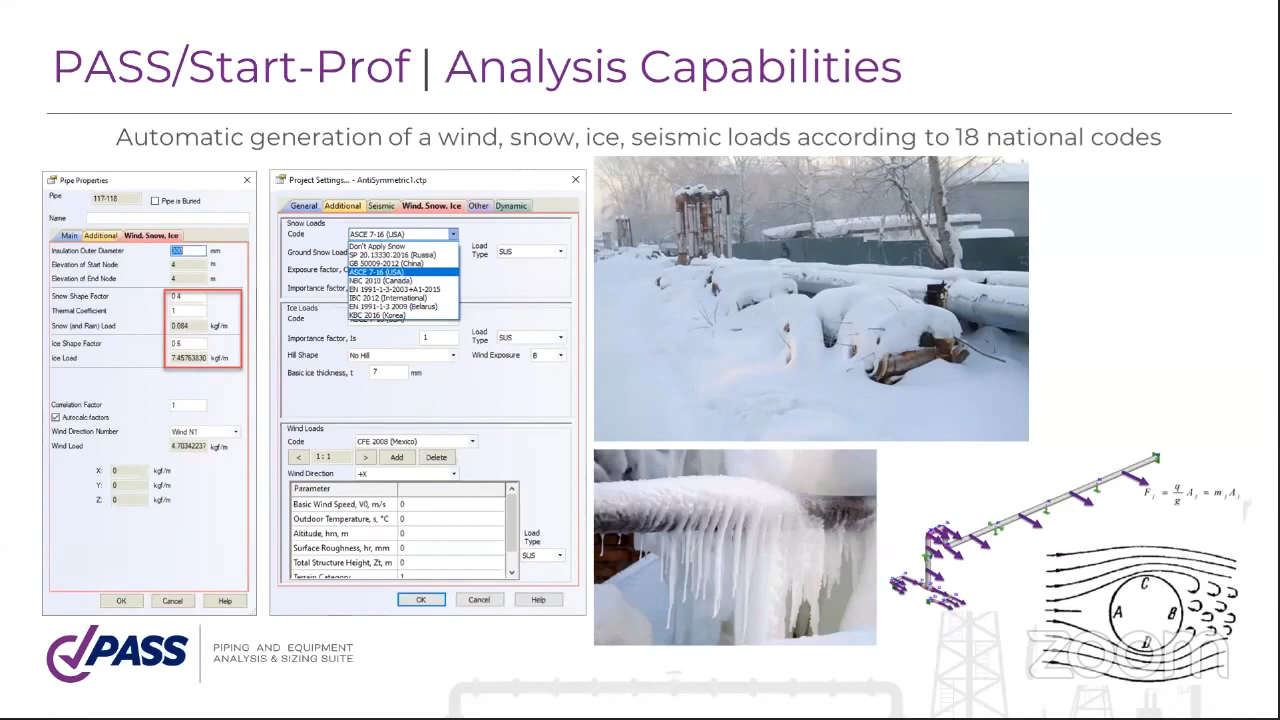 PASS/Start-Prof | Analysis Capabilities
Automatic generation of a wind, snow, ice, seismic loads according to 18 national codes
Pipe Properties
Pipe 117-118 Pipe is Buried
Name
Main Additional Wind, Snow, Ice
Insulation Outer Diameter mm
Elevation of Start Node 4 m
Elevation of End Node 4 m
Snow Shape Factor 0.4
Thermal Coefficient 1
Snow (and Rain) Load 0.084 kgf/m
Ice Shape Factor 0.6
Ice Load 7.45763830 kgf/m
Correlation Factor 1
Autocalc factors
Wind Direction Number Wind N1
Wind Load 4.70342237 kgf/m
X: 0 kgf/m
Y: 0 kgf/m
Z: 0 kgf/m
OK Cancel Help
Project Settings... - AntiSymmetric1.ctp
General Additional Seismic Wind, Snow, Ice Other Dynamic
Snow Loads
Code ASCE 7-16 (USA)
Load Type SUS
Don't Apply Snow
SP 20.13330.2016 (Russia)
GB 50009-2012 (China)
ASCE 7-16 (USA)
NBC 2010 (Canada)
EN 1991-1-3-2003+A1-2015
IBC 2012 (International)
EN 1991-1-3 2009 (Belarus)
KBC 2016 (Korea)
Ground Snow Load
Exposure factor, C
Importance factor,
Ice Loads
Code
Importance factor, Is 1
Load Type SUS
Hill Shape No Hill Wind Exposure B
Basic ice thickness, t 7 mm
Wind Loads
Code CFE 2008 (Mexico)
< 1: 1 > Add Delete
Wind Direction +X
Parameter
Basic Wind Speed, V0, m/s 0
Outdoor Temperature, s, °C 0
Altitude, hm, m 0
Surface Roughness, hr, mm 0
Total Structure Height, Zt, m 0
Terrain Category 1
Load Type SUS
OK Cancel Help
F j = q/g A j = m j A j
C
A B
D
PASS
PIPING AND EQUIPMENT
ANALYSIS & SIZING SUITE
zoom